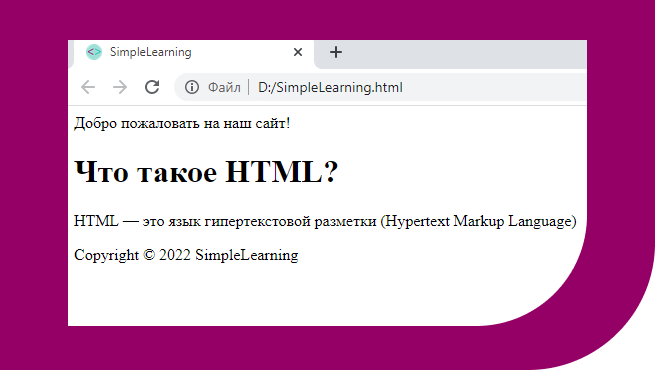 SimpleLearning
Файл D:/SimpleLearning.html
Добро пожаловать на наш сайт!
Что такое HTML?
HTML — это язык гипертекстовой разметки (Hypertext Markup Language)
Copyright © 2022 SimpleLearning